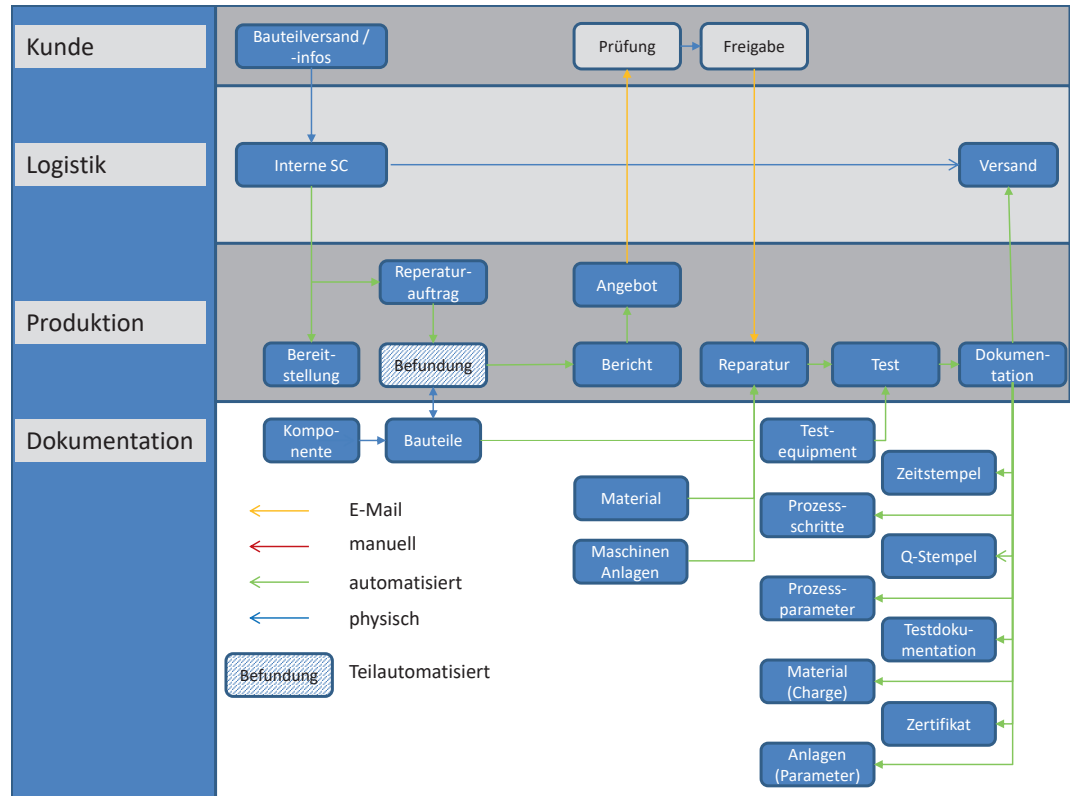 Kunde
Bauteilversand /
-infos
Prüfung
Freigabe
Logistik
Interne SC
Versand
Produktion
Reperatur-
auftrag
Angebot
Bereit-
stellung
Befundung
Bericht
Reparatur
Test
Dokumen-
tation
Dokumentation
Kompo-
nente
Bauteile
Test-
equipment
Zeitstempel
Material
Prozess-
schritte
Maschinen
Anlagen
Q-Stempel
Prozess-
parameter
Testdoku-
mentation
Material
(Charge)
Zertifikat
Anlagen
(Parameter)
E-Mail
manuell
automatisiert
physisch
Befundung
Teilautomatisiert